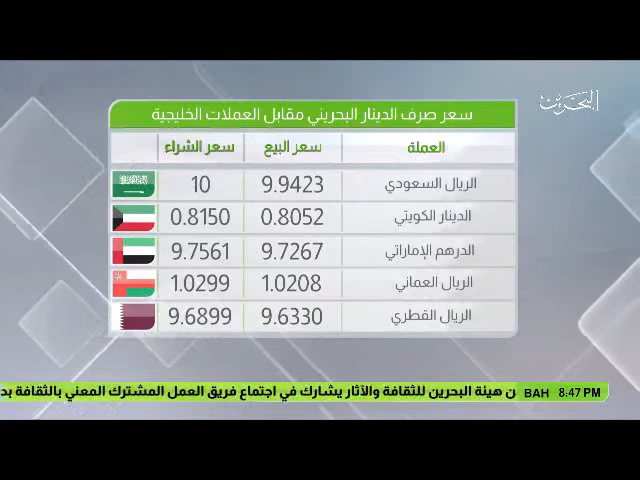 البحرين
سعر صرف الدينار البحريني مقابل العملات الخليجية
العملة سعر البيع سعر الشراء
الريال السعودي 9.9423 10
الدينار الكويتي 0.8052 0.8150
الدرهم الإماراتي 9.7267 9.7561
الريال العماني 1.0208 1.0299
الريال القطري 9.6330 9.6899
ن هيئة البحرين للثقافة والآثار يشارك في اجتماع فريق العمل المشترك المعني بالثقافة بد
BAH 8:47 PM